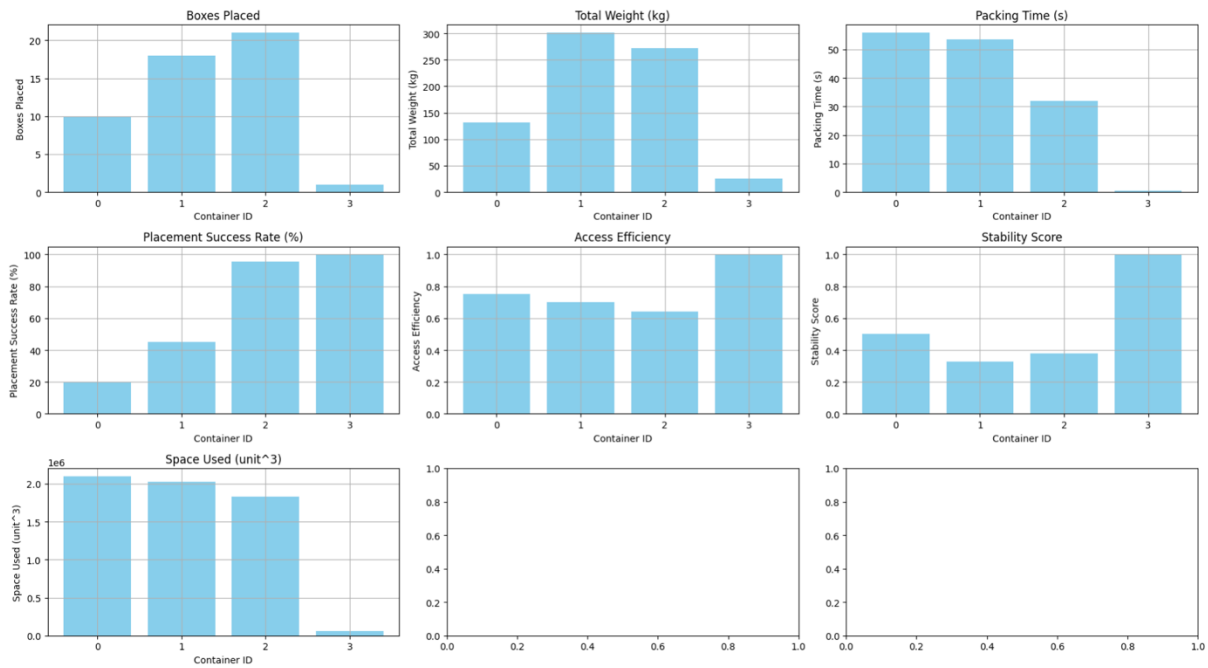 Boxes Placed
Boxes Placed
20
15
10
5
0
0 1 2 3
Container ID
Total Weight (kg)
Total Weight (kg)
300
250
200
150
100
50
0
0 1 2 3
Container ID
Packing Time (s)
Packing Time (s)
50
40
30
20
10
0
0 1 2 3
Container ID
Placement Success Rate (%)
Placement Success Rate (%)
100
80
60
40
20
0
0 1 2 3
Container ID
Access Efficiency
Access Efficiency
1.0
0.8
0.6
0.4
0.2
0.0
0 1 2 3
Container ID
Stability Score
Stability Score
1.0
0.8
0.6
0.4
0.2
0.0
0 1 2 3
Container ID
Space Used (unit^3)
1e6
Space Used (unit^3)
2.0
1.5
1.0
0.5
0.0
0 1 2 3
Container ID
1.0
0.8
0.6
0.4
0.2
0.0
0.2 0.4 0.6 0.8 1.0
1.0
0.8
0.6
0.4
0.2
0.0
0.0 0.2 0.4 0.6 0.8 1.0